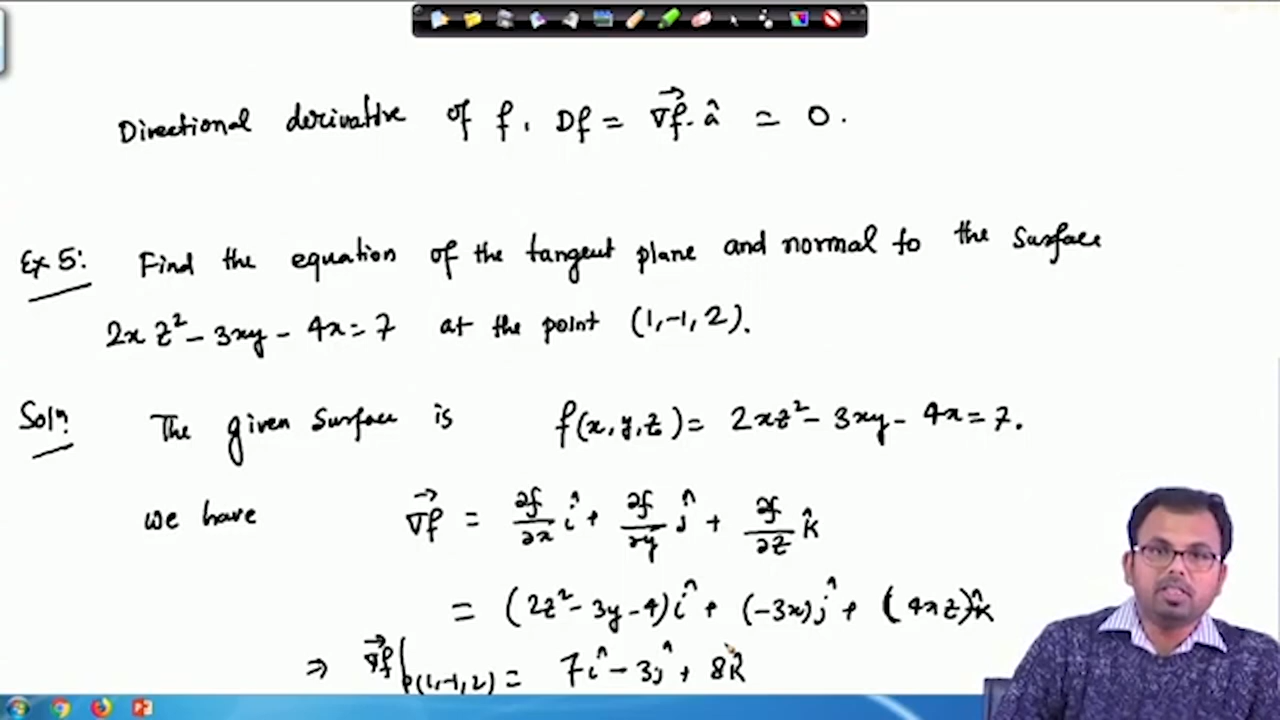 Directional derivative of f, Df = ∇⃗f · â = 0.
Ex 5: Find the equation of the tangent plane and normal to the surface
2xz² - 3xy - 4x = 7 at the point (1, -1, 2).
Solⁿ: The given surface is f(x, y, z) = 2xz² - 3xy - 4x = 7.
we have ∇⃗f = ∂f/∂x î + ∂f/∂y ĵ + ∂f/∂z k̂
= (2z² - 3y - 4) î + (-3x) ĵ + (4xz) k̂
⇒ ∇⃗f|P(1, -1, 2) = 7î - 3ĵ + 8k̂